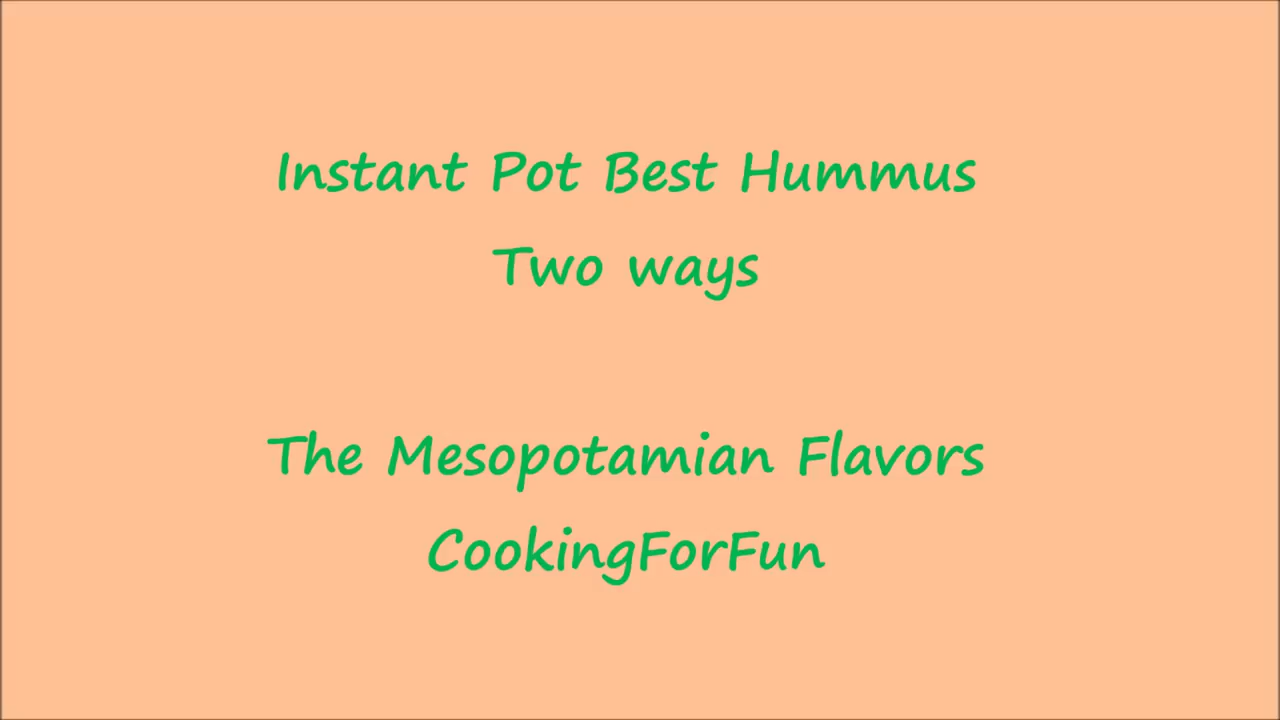 Instant Pot Best Hummus
Two ways
The Mesopotamian Flavors
CookingForFun